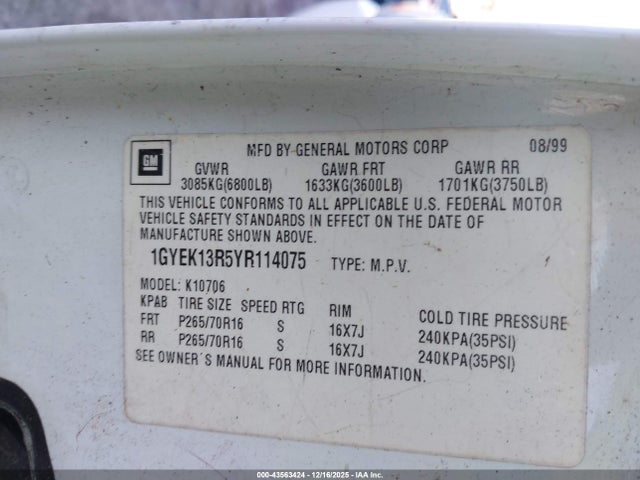 GM
MFD BY GENERAL MOTORS CORP 08/99
GVWR GAWR FRT GAWR RR
3085KG(6800LB) 1633KG(3600LB) 1701KG(3750LB)
THIS VEHICLE CONFORMS TO ALL APPLICABLE U.S. FEDERAL MOTOR
VEHICLE SAFETY STANDARDS IN EFFECT ON THE DATE OF
MANUFACTURE SHOWN ABOVE.
1GYEK13R5YR114075 TYPE: M.P.V.
MODEL: K10706
KPAB TIRE SIZE SPEED RTG RIM COLD TIRE PRESSURE
FRT P265/70R16 S 16X7J 240KPA(35PSI)
RR P265/70R16 S 16X7J 240KPA(35PSI)
SEE OWNER'S MANUAL FOR MORE INFORMATION.
000-43563424 | 12/16/2025 - IAA Inc.